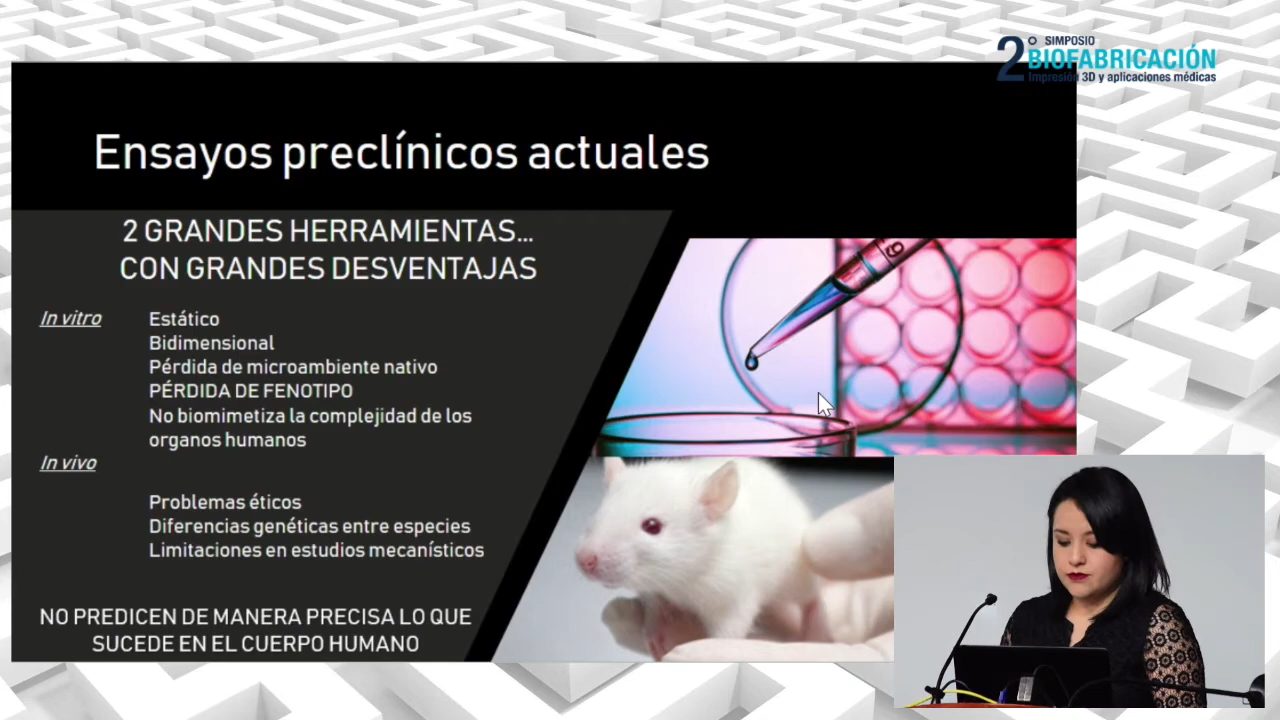 2° SIMPOSIO
BIOFABRICACIÓN
Impresión 3D y aplicaciones médicas
Ensayos preclínicos actuales
2 GRANDES HERRAMIENTAS...
CON GRANDES DESVENTAJAS
In vitro
Estático
Bidimensional
Pérdida de microambiente nativo
PÉRDIDA DE FENOTIPO
No biomimetiza la complejidad de los
organos humanos
In vivo
Problemas éticos
Diferencias genéticas entre especies
Limitaciones en estudios mecanísticos
NO PREDICEN DE MANERA PRECISA LO QUE
SUCEDE EN EL CUERPO HUMANO